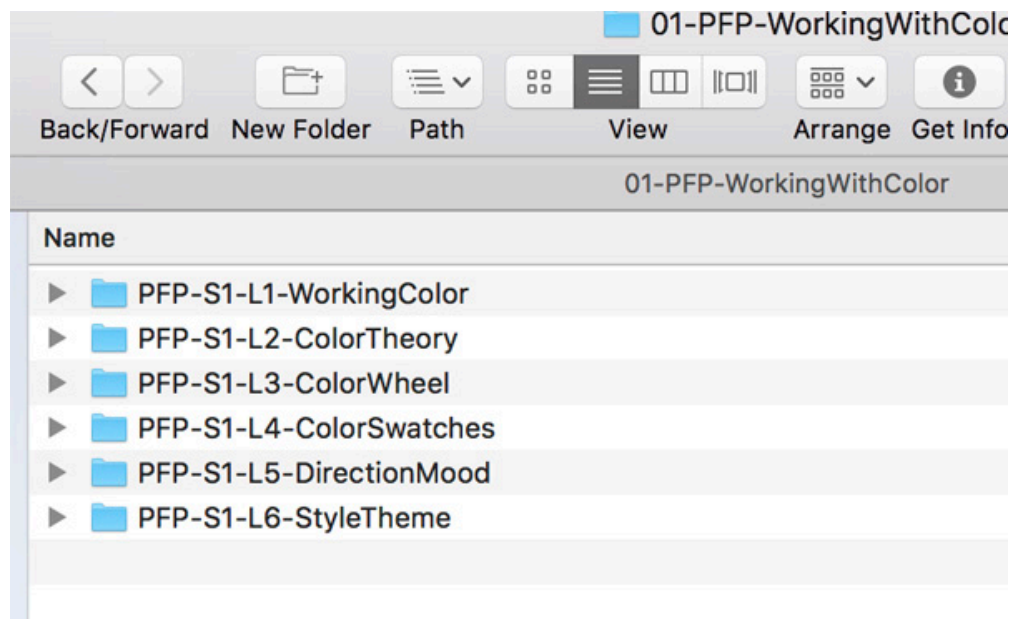 01-PFP-WorkingWithColo
Back/Forward New Folder Path View Arrange Get Info
01-PFP-WorkingWithColor
Name
PFP-S1-L1-WorkingColor
PFP-S1-L2-ColorTheory
PFP-S1-L3-ColorWheel
PFP-S1-L4-ColorSwatches
PFP-S1-L5-DirectionMood
PFP-S1-L6-StyleTheme